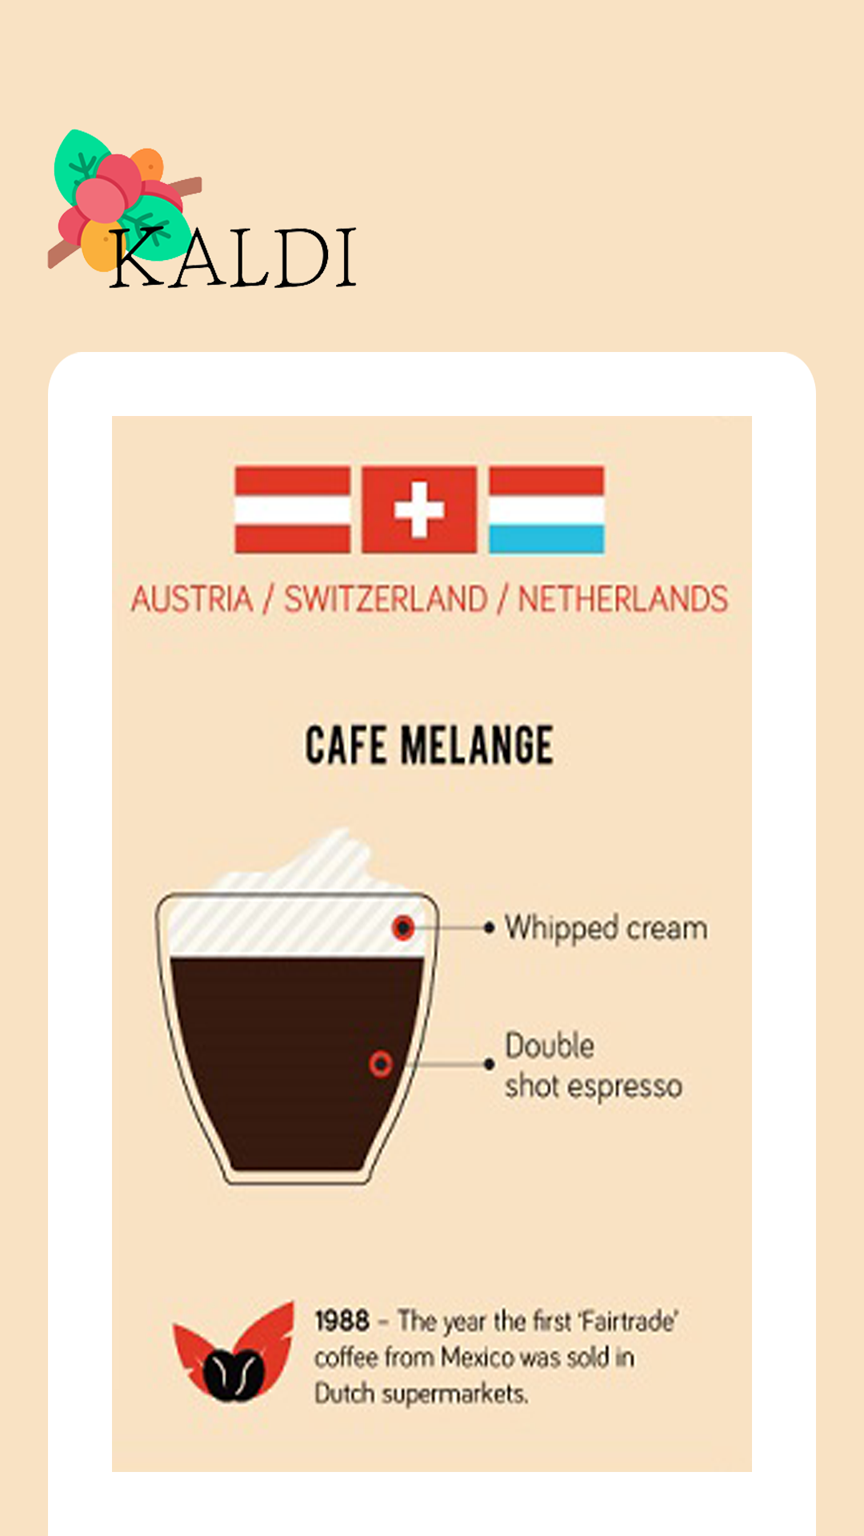 KALDI
AUSTRIA / SWITZERLAND / NETHERLANDS
CAFE MELANGE
Whipped cream
Double
shot espresso
1988 – The year the first ‘Fairtrade’
coffee from Mexico was sold in
Dutch supermarkets.